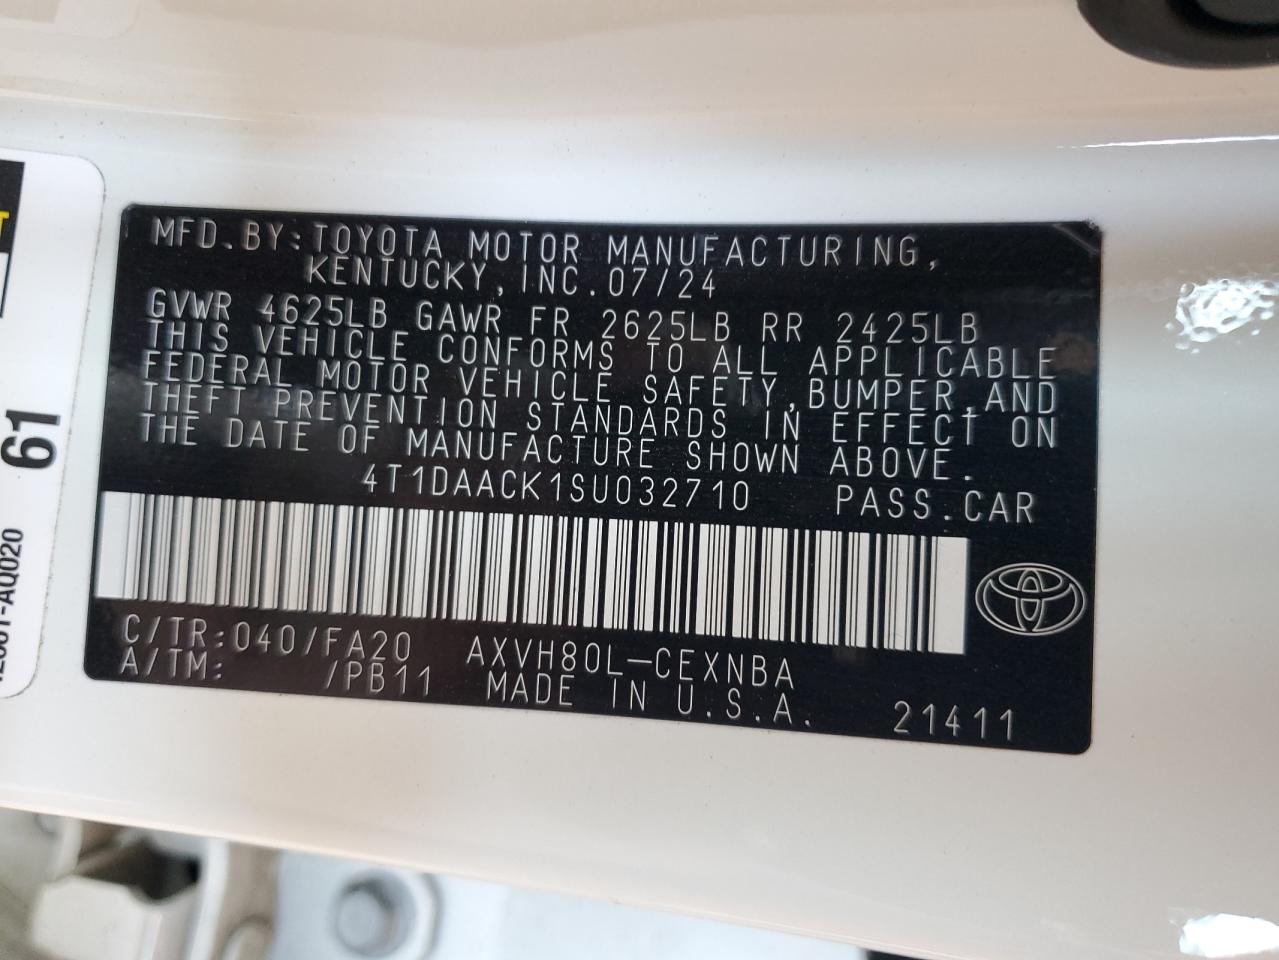 MFD.BY:TOYOTA MOTOR MANUFACTURING,
KENTUCKY,INC.07/24
GVWR 4625LB GAWR FR 2625LB RR 2425LB
THIS VEHICLE CONFORMS TO ALL APPLICABLE
FEDERAL MOTOR VEHICLE SAFETY,BUMPER,AND
THEFT PREVENTION STANDARDS IN EFFECT ON
THE DATE OF MANUFACTURE SHOWN ABOVE.
4T1DAACK1SU032710 PASS.CAR
C/TR:040/FA20 AXVH80L-CEXNBA
A/TM: /PB11 MADE IN U.S.A. 21411
61